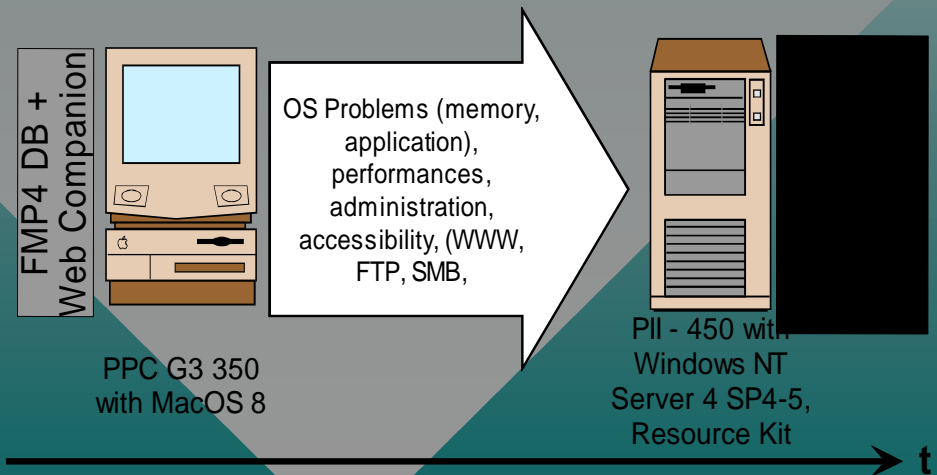 FMP4 DB +
Web Companion
OS Problems (memory,
application),
performances,
administration,
accessibility, (WWW,
FTP, SMB,
PPC G3 350
with MacOS 8
PII - 450 with
Windows NT
Server 4 SP4-5,
Resource Kit
t